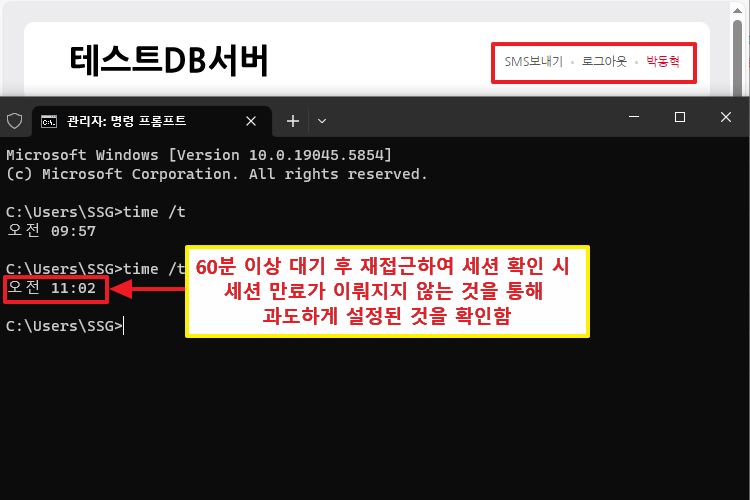 테스트DB서버
SMS보내기 • 로그아웃 • 박동혁
관리자: 명령 프롬프트
Microsoft Windows [Version 10.0.19045.5854]
(c) Microsoft Corporation. All rights reserved.
C:\Users\SSG>time /t
오전 09:57
C:\Users\SSG>time /t
오전 11:02
60분 이상 대기 후 재접근하여 세션 확인 시
세션 만료가 이뤄지지 않는 것을 통해
과도하게 설정된 것을 확인함
C:\Users\SSG>